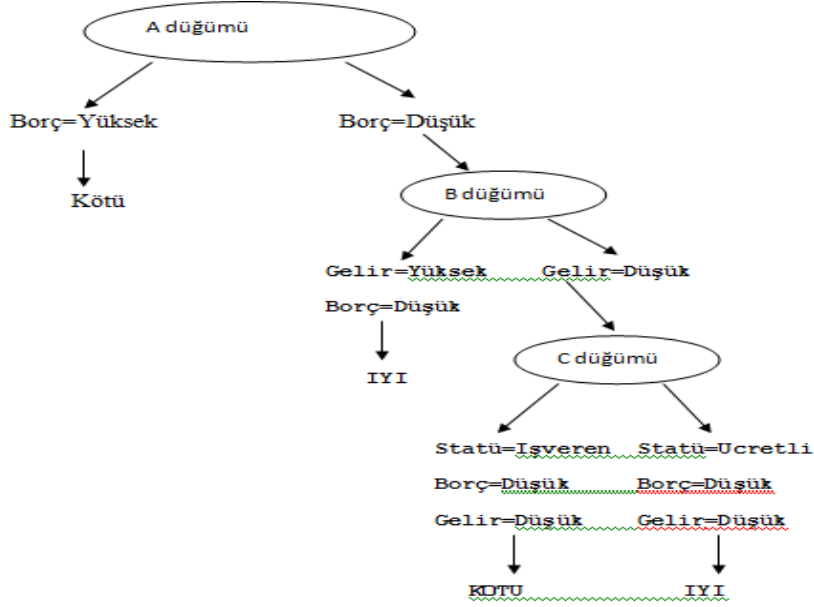 A düğümü
Borç=Yüksek Borç=Düşük
Kötü
B düğümü
Gelir=Yüksek Gelir=Düşük
Borç=Düşük
IYI
C düğümü
Statü=Işveren Statü=Ucretli
Borç=Düşük Borç=Düşük
Gelir=Düşük Gelir=Düşük
KOTU IYI